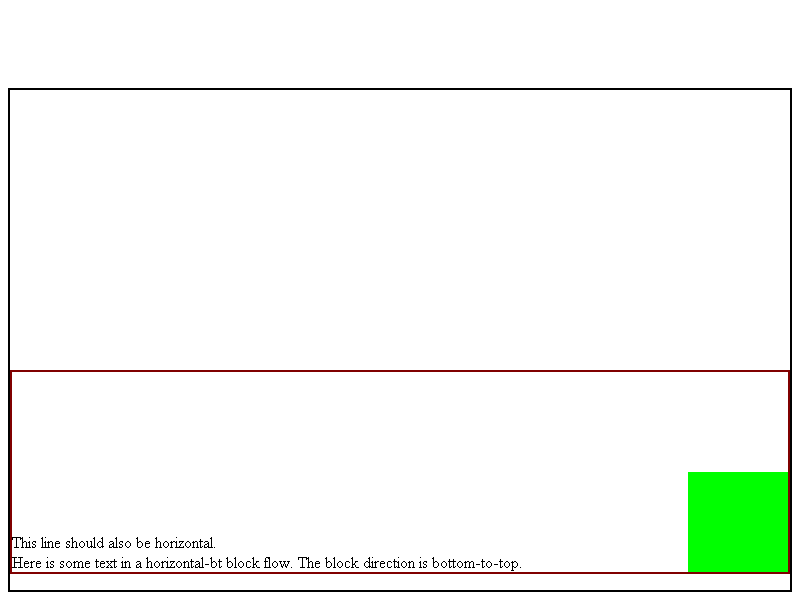 This line should also be horizontal.
Here is some text in a horizontal-bt block flow. The block direction is bottom-to-top.